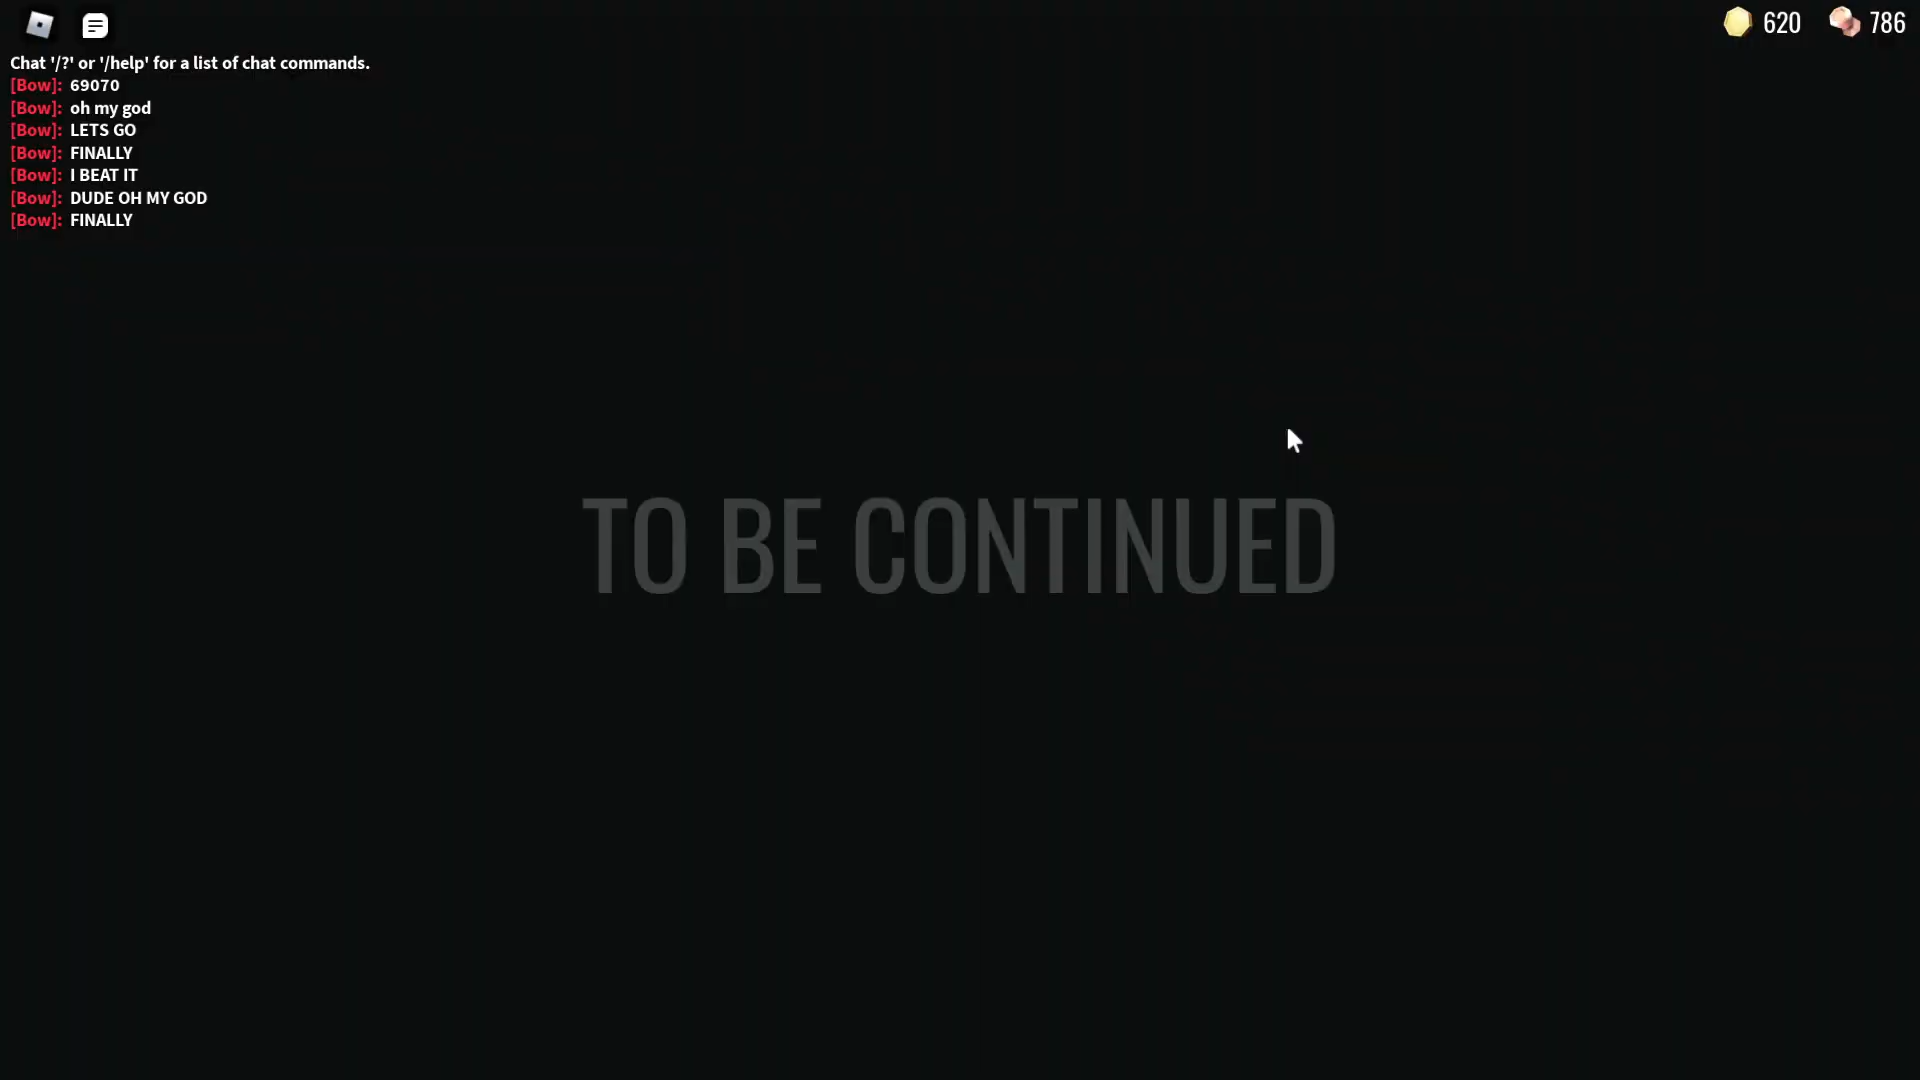 620 786
Chat '/?' or '/help' for a list of chat commands.
[Bow]: 69070
[Bow]: oh my god
[Bow]: LETS GO
[Bow]: FINALLY
[Bow]: I BEAT IT
[Bow]: DUDE OH MY GOD
[Bow]: FINALLY
TO BE CONTINUED